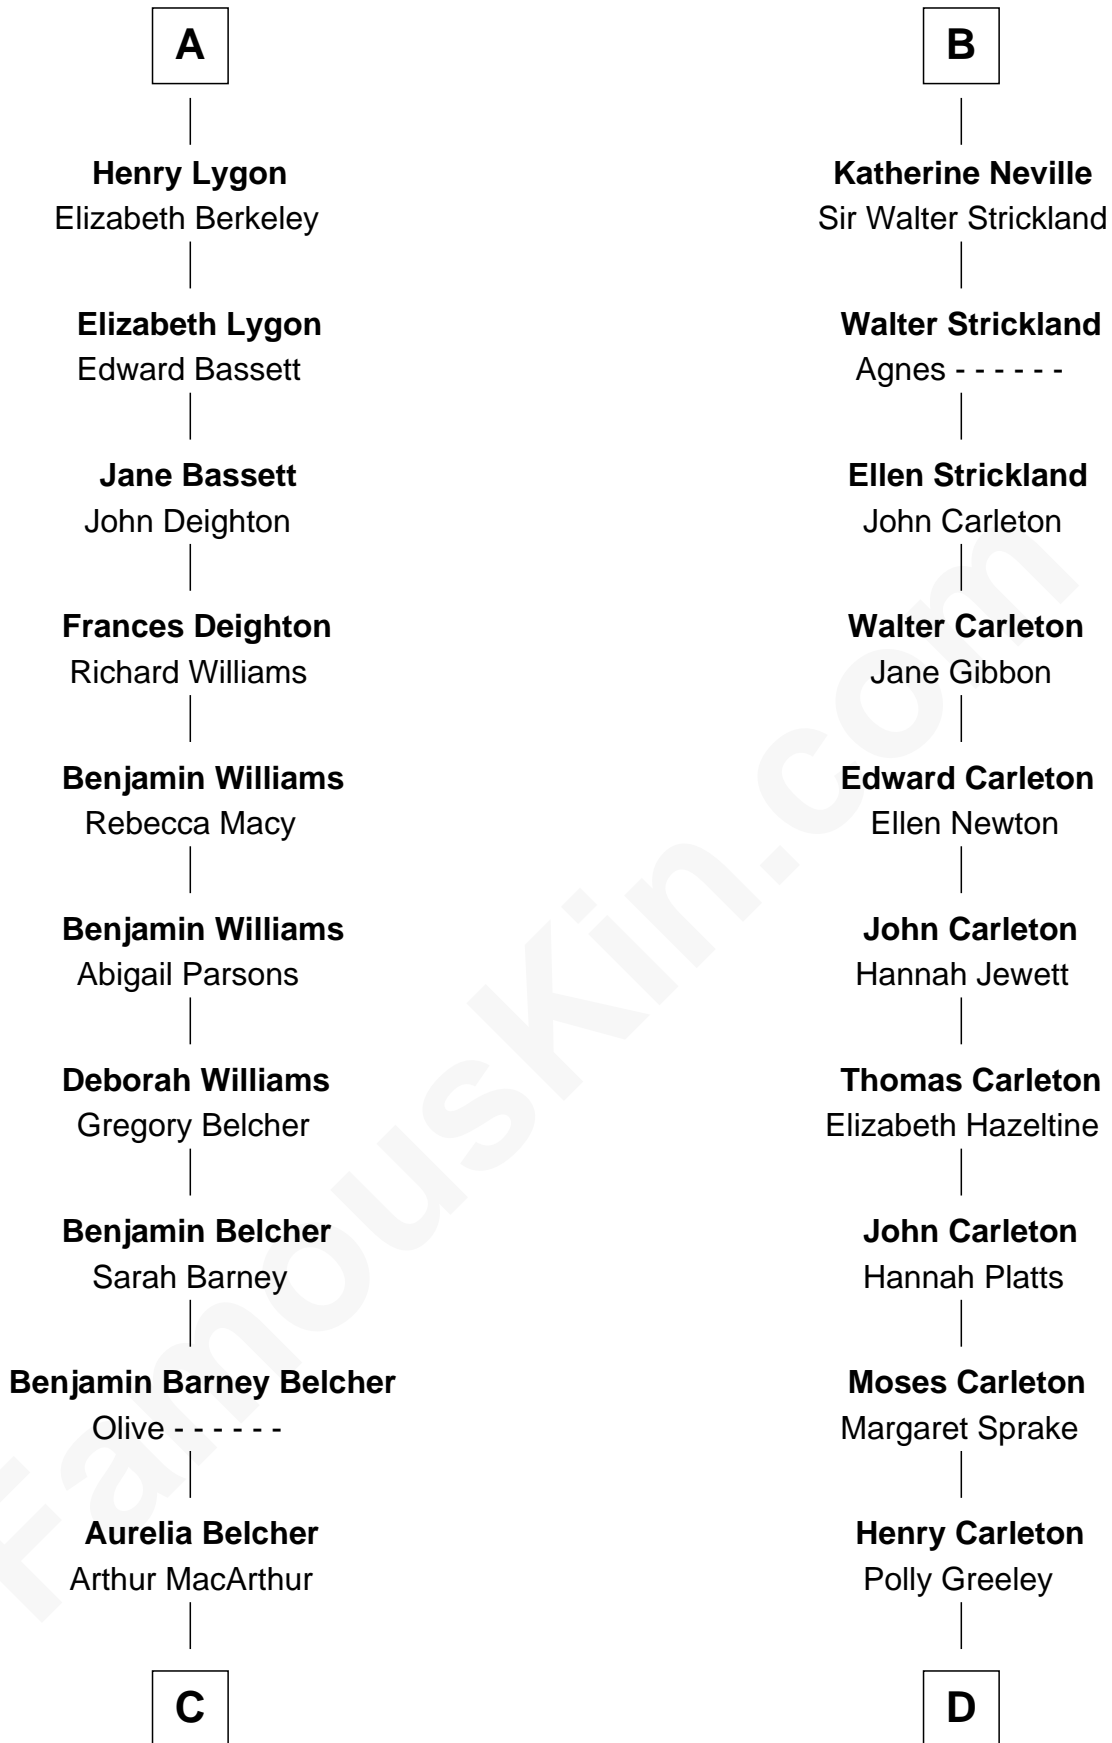 A
Henry Lygon
Elizabeth Berkeley
Elizabeth Lygon
Edward Bassett
Jane Bassett
John Deighton
Frances Deighton
Richard Williams
Benjamin Williams
Rebecca Macy
Benjamin Williams
Abigail Parsons
Deborah Williams
Gregory Belcher
Benjamin Belcher
Sarah Barney
Benjamin Barney Belcher
Olive - - - - - -
Aurelia Belcher
Arthur MacArthur
C
B
Katherine Neville
Sir Walter Strickland
Walter Strickland
Agnes - - - - - -
Ellen Strickland
John Carleton
Walter Carleton
Jane Gibbon
Edward Carleton
Ellen Newton
John Carleton
Hannah Jewett
Thomas Carleton
Elizabeth Hazeltine
John Carleton
Hannah Platts
Moses Carleton
Margaret Sprake
Henry Carleton
Polly Greeley
D
FamousKin.com